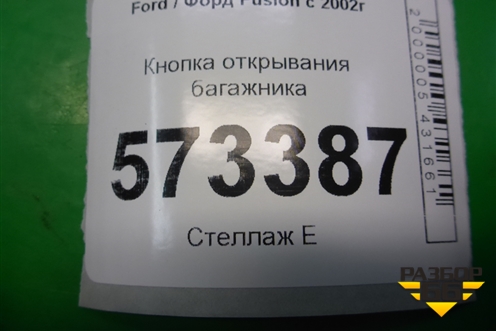 Ford / Форд Fusion с 2002г
Кнопка открывания
багажника
573387
Стеллаж Е
2000005431661
РАЗБОР